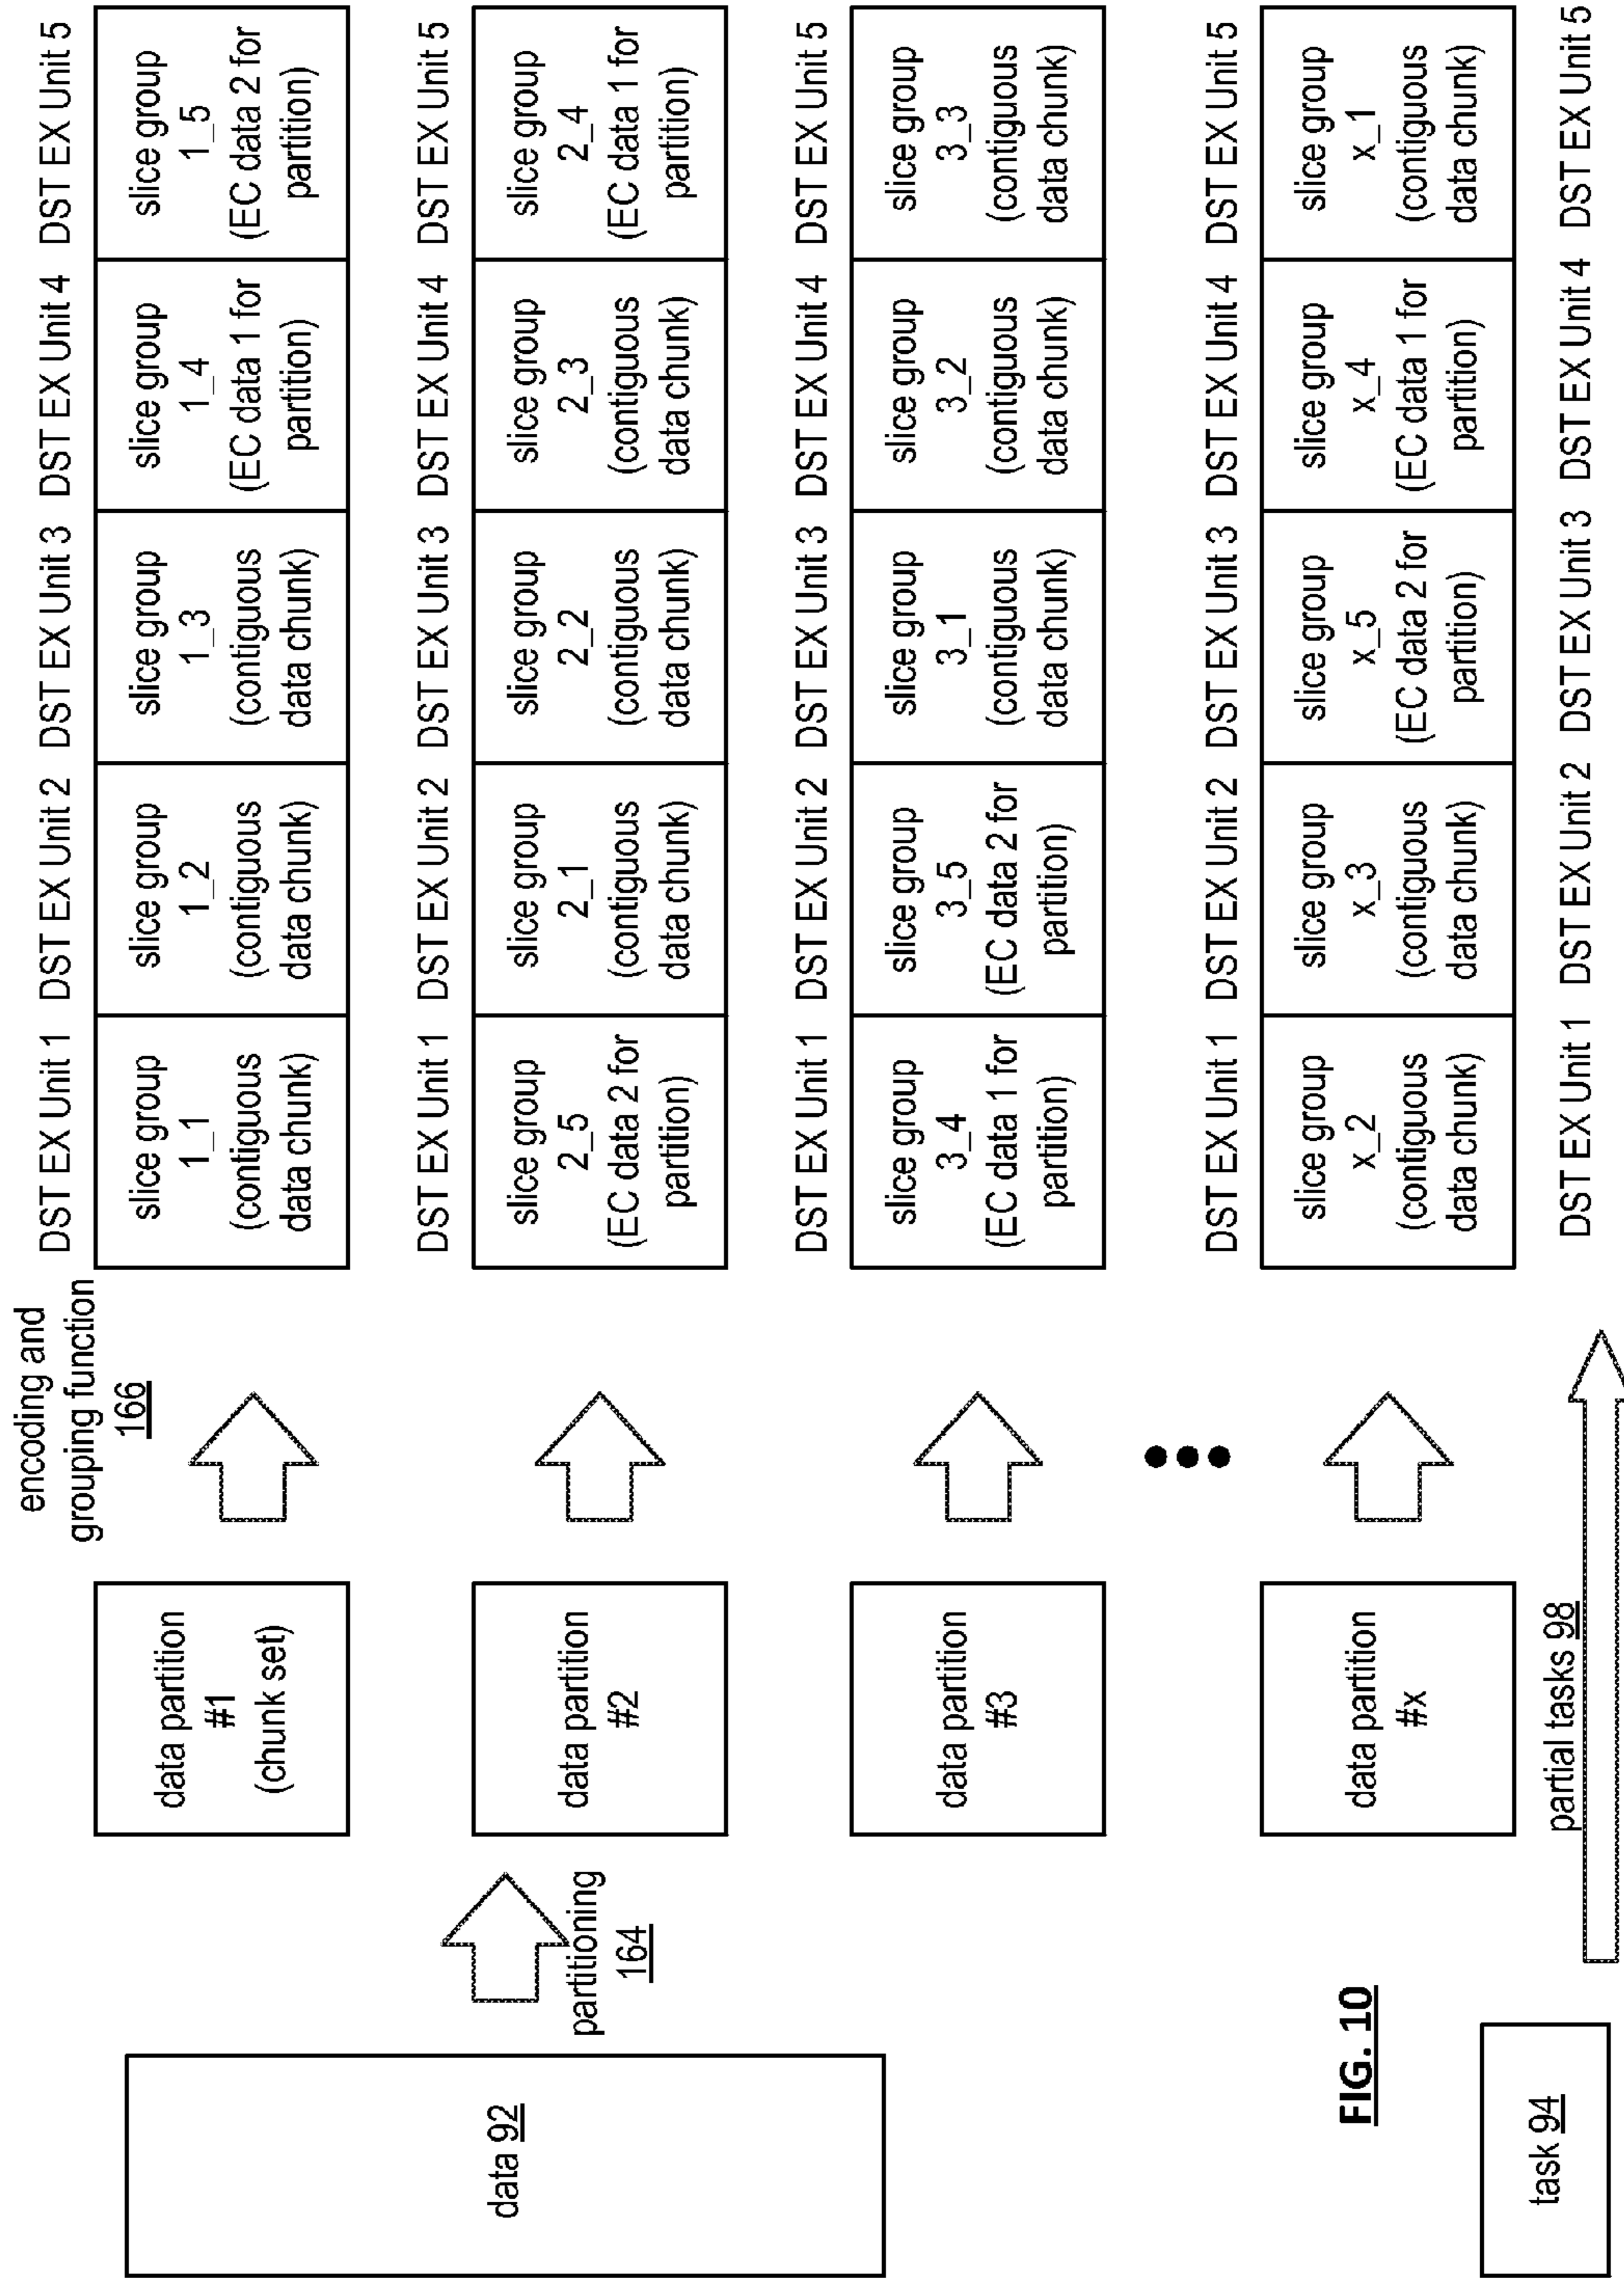 data 92
task 94
FIG. 10
partitioning
164
data partition
#1
(chunk set)
data partition
#2
data partition
#3
data partition
#x
partial tasks 98
encoding and
grouping function
166
DST EX Unit 1 DST EX Unit 2 DST EX Unit 3 DST EX Unit 4 DST EX Unit 5
slice group
1_1
(contiguous
data chunk)
slice group
1_2
(contiguous
data chunk)
slice group
1_3
(contiguous
data chunk)
slice group
1_4
(EC data 1 for
partition)
slice group
1_5
(EC data 2 for
partition)
DST EX Unit 1 DST EX Unit 2 DST EX Unit 3 DST EX Unit 4 DST EX Unit 5
slice group
2_5
(EC data 2 for
partition)
slice group
2_1
(contiguous
data chunk)
slice group
2_2
(contiguous
data chunk)
slice group
2_3
(contiguous
data chunk)
slice group
2_4
(EC data 1 for
partition)
DST EX Unit 1 DST EX Unit 2 DST EX Unit 3 DST EX Unit 4 DST EX Unit 5
slice group
3_4
(EC data 1 for
partition)
slice group
3_5
(EC data 2 for
partition)
slice group
3_1
(contiguous
data chunk)
slice group
3_2
(contiguous
data chunk)
slice group
3_3
(contiguous
data chunk)
DST EX Unit 1 DST EX Unit 2 DST EX Unit 3 DST EX Unit 4 DST EX Unit 5
slice group
x_2
(contiguous
data chunk)
slice group
x_3
(contiguous
data chunk)
slice group
x_5
(EC data 2 for
partition)
slice group
x_4
(EC data 1 for
partition)
slice group
x_1
(contiguous
data chunk)
DST EX Unit 1 DST EX Unit 2 DST EX Unit 3 DST EX Unit 4 DST EX Unit 5